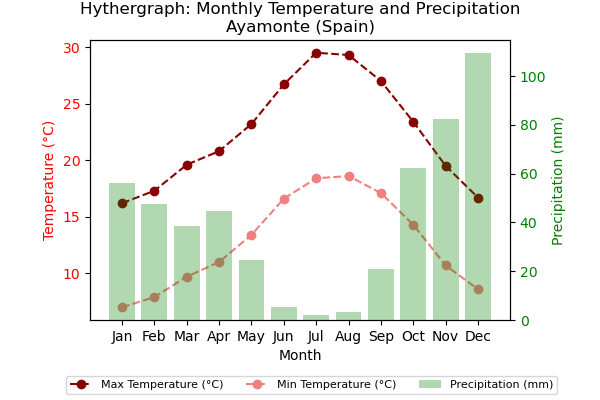 Hythergraph: Monthly Temperature and Precipitation
Ayamonte (Spain)
30
25
20
15
10
Temperature (°C)
100
80
60
40
20
0
Precipitation (mm)
Jan Feb Mar Apr May Jun Jul Aug Sep Oct Nov Dec
Month
Max Temperature (°C) Min Temperature (°C) Precipitation (mm)